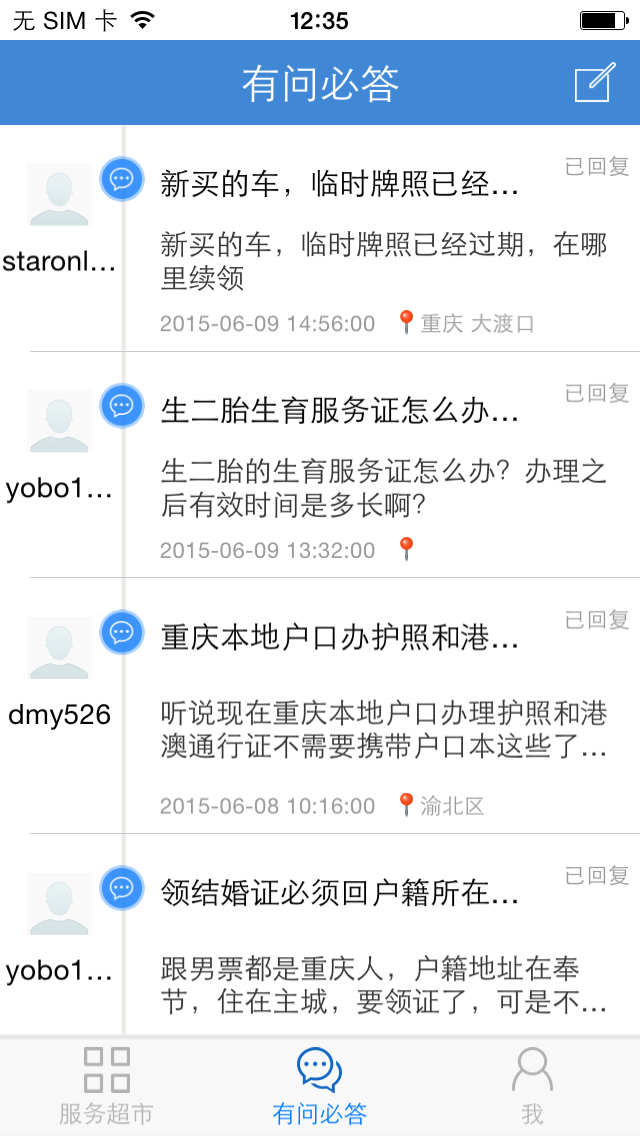 无 SIM 卡
12:35
有问必答
已回复
新买的车，临时牌照已经...
staronl...
新买的车，临时牌照已经过期，在哪
里续领
2015-06-09 14:56:00 重庆 大渡口
已回复
生二胎生育服务证怎么办...
yobo1...
生二胎的生育服务证怎么办？办理之
后有效时间是多长啊？
2015-06-09 13:32:00
已回复
重庆本地户口办护照和港...
dmy526
听说现在重庆本地户口办理护照和港
澳通行证不需要携带户口本这些了...
2015-06-08 10:16:00 渝北区
已回复
领结婚证必须回户籍所在...
yobo1...
跟男票都是重庆人，户籍地址在奉
节，住在主城，要领证了，可是不...
服务超市
有问必答
我